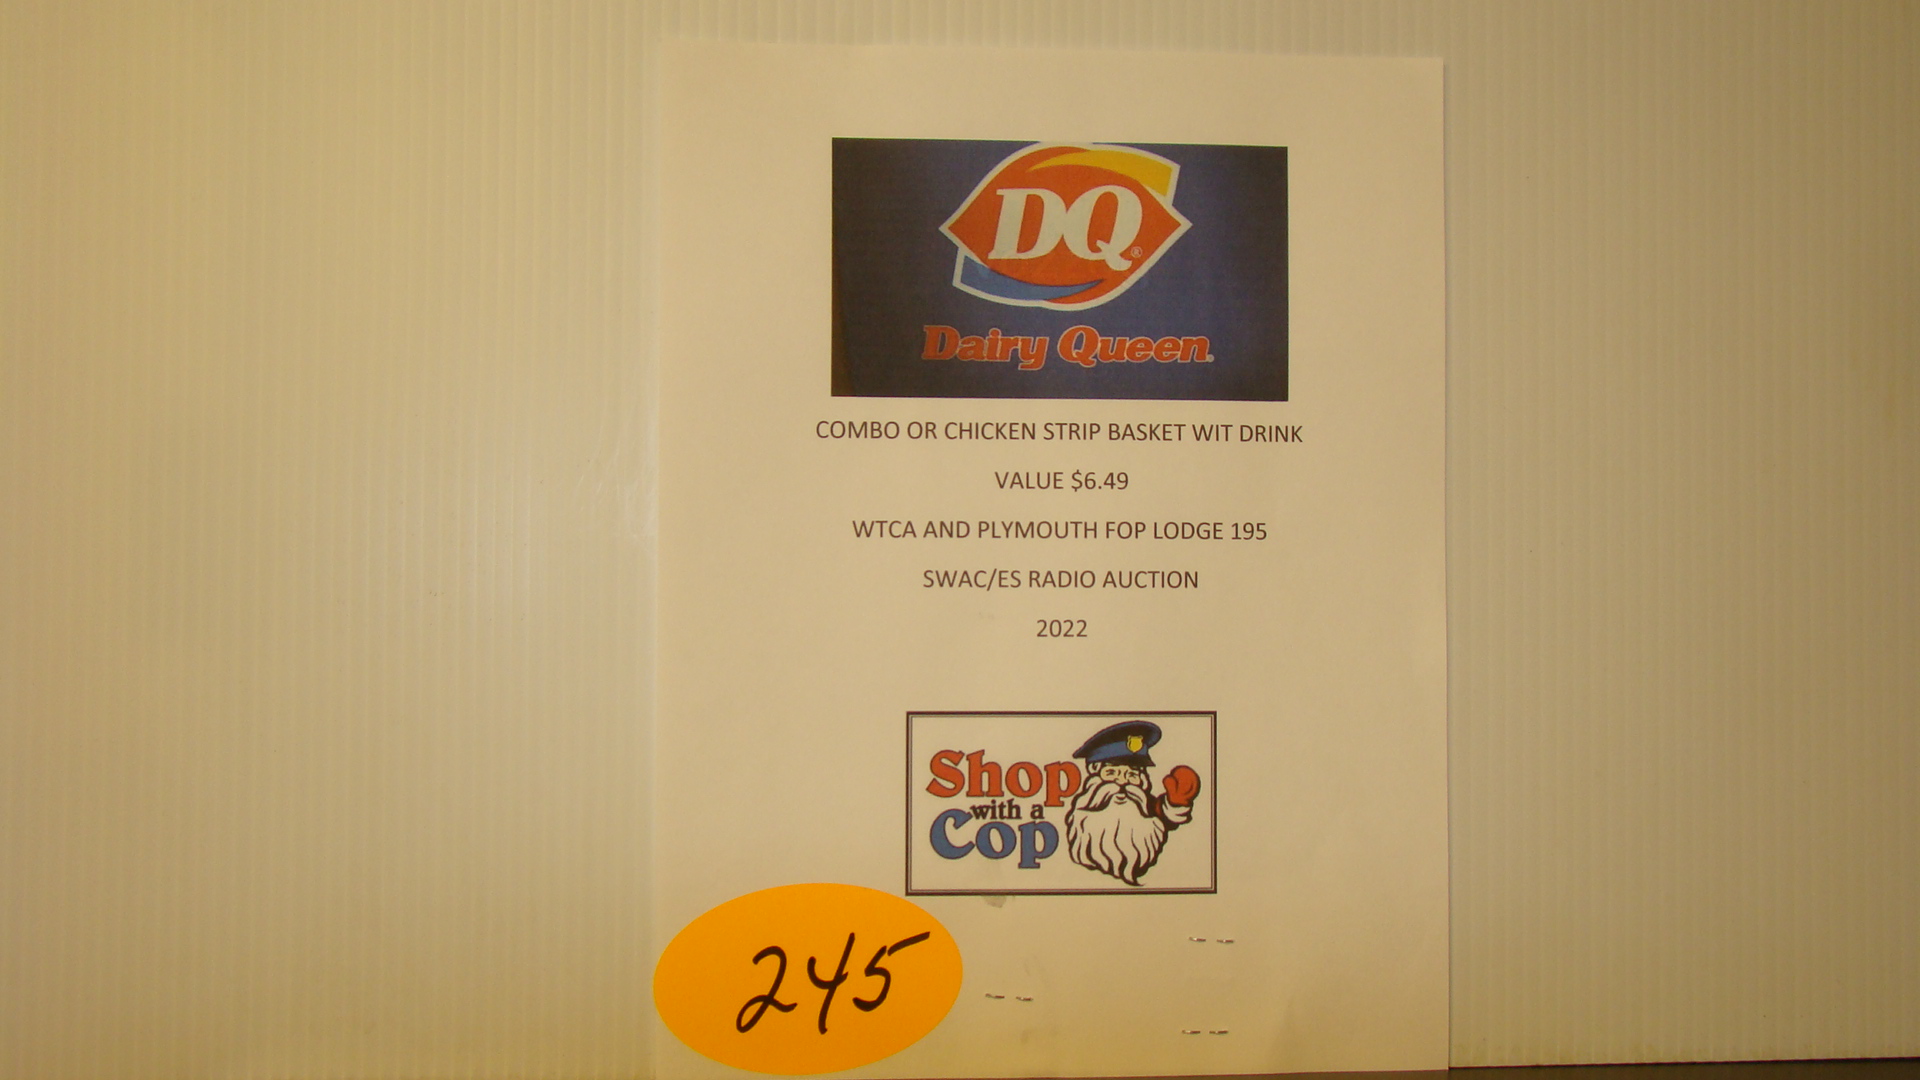 DQ®
Dairy Queen®
COMBO OR CHICKEN STRIP BASKET WIT DRINK
VALUE $6.49
WTCA AND PLYMOUTH FOP LODGE 195
SWAC/ES RADIO AUCTION
2022
Shop
with a
Cop
245